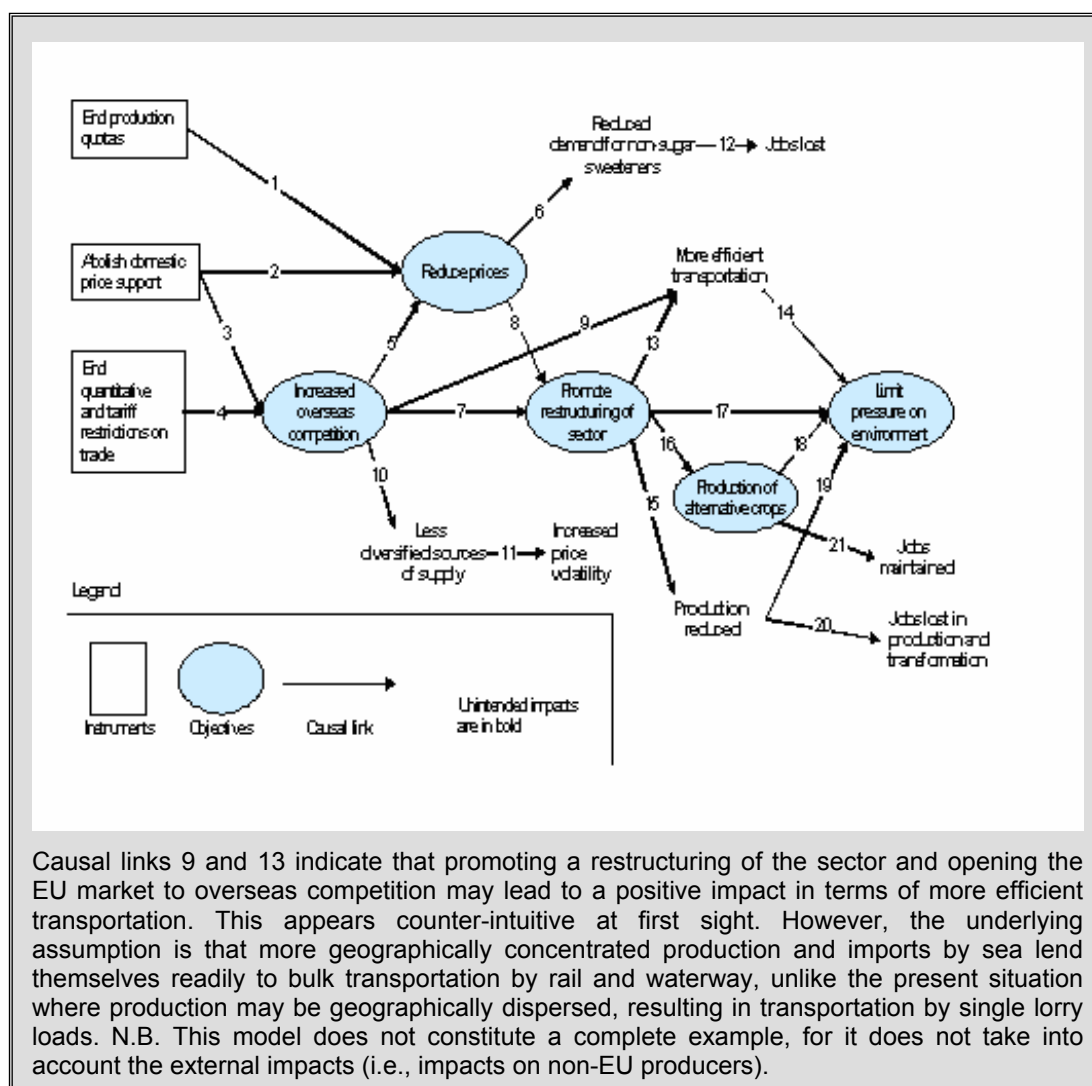 End production
quotas
Reduced
demand for non-sugar
sweeteners
12
Jobs lost
1
6
Abolish domestic
price support
2
Reduce prices
More efficient
transportation
3
5
8
9
13
14
End
quantitative
and tariff
restrictions on
trade
4
Increased
overseas
competition
7
Promote
restructuring of
sector
17
Limit
pressure on
environment
16
18
10
15
Production of
alternative crops
19
Less
diversified sources
of supply
11
Increased
price
volatility
21
Jobs
maintained
Legend
Production
reduced
20
Jobs lost in
production and
transformation
Instruments
Objectives
Causal link
Unintended impacts
are in bold
Causal links 9 and 13 indicate that promoting a restructuring of the sector and opening the
EU market to overseas competition may lead to a positive impact in terms of more efficient
transportation. This appears counter-intuitive at first sight. However, the underlying
assumption is that more geographically concentrated production and imports by sea lend
themselves readily to bulk transportation by rail and waterway, unlike the present situation
where production may be geographically dispersed, resulting in transportation by single lorry
loads. N.B. This model does not constitute a complete example, for it does not take into
account the external impacts (i.e., impacts on non-EU producers).